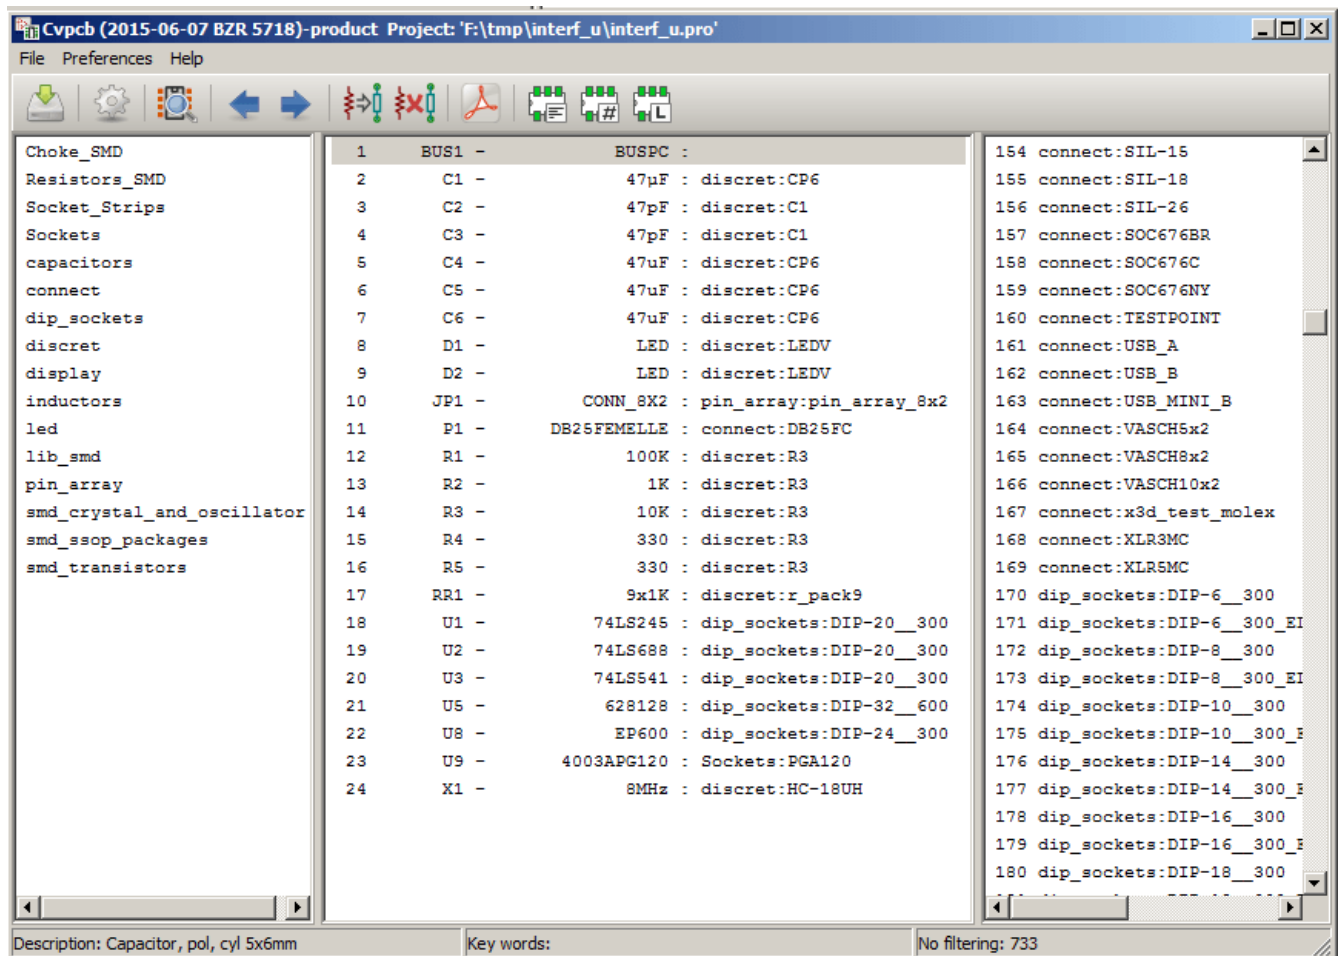 Cvpcb (2015-06-07 BZR 5718)-product Project: 'F:\tmp\interf_u\interf_u.pro'
File Preferences Help
Choke_SMD
Resistors_SMD
Socket_Strips
Sockets
capacitors
connect
dip_sockets
discret
display
inductors
led
lib_smd
pin_array
smd_crystal_and_oscillator
smd_ssop_packages
smd_transistors
1 BUS1 - BUSPC :
2 C1 - 47µF : discret:CP6
3 C2 - 47pF : discret:C1
4 C3 - 47pF : discret:C1
5 C4 - 47uF : discret:CP6
6 C5 - 47uF : discret:CP6
7 C6 - 47uF : discret:CP6
8 D1 - LED : discret:LEDV
9 D2 - LED : discret:LEDV
10 JP1 - CONN_8X2 : pin_array:pin_array_8x2
11 P1 - DB25FEMELLE : connect:DB25FC
12 R1 - 100K : discret:R3
13 R2 - 1K : discret:R3
14 R3 - 10K : discret:R3
15 R4 - 330 : discret:R3
16 R5 - 330 : discret:R3
17 RR1 - 9x1K : discret:r_pack9
18 U1 - 74LS245 : dip_sockets:DIP-20__300
19 U2 - 74LS688 : dip_sockets:DIP-20__300
20 U3 - 74LS541 : dip_sockets:DIP-20__300
21 U5 - 628128 : dip_sockets:DIP-32__600
22 U8 - EP600 : dip_sockets:DIP-24__300
23 U9 - 4003APG120 : Sockets:PGA120
24 X1 - 8MHz : discret:HC-18UH
154 connect:SIL-15
155 connect:SIL-18
156 connect:SIL-26
157 connect:SOC676BR
158 connect:SOC676C
159 connect:SOC676NY
160 connect:TESTPOINT
161 connect:USB_A
162 connect:USB_B
163 connect:USB_MINI_B
164 connect:VASCH5x2
165 connect:VASCH8x2
166 connect:VASCH10x2
167 connect:x3d_test_molex
168 connect:XLR3MC
169 connect:XLR5MC
170 dip_sockets:DIP-6__300
171 dip_sockets:DIP-6__300_EL
172 dip_sockets:DIP-8__300
173 dip_sockets:DIP-8__300_EL
174 dip_sockets:DIP-10__300
175 dip_sockets:DIP-10__300_E
176 dip_sockets:DIP-14__300
177 dip_sockets:DIP-14__300_E
178 dip_sockets:DIP-16__300
179 dip_sockets:DIP-16__300_E
180 dip_sockets:DIP-18__300
Description: Capacitor, pol, cyl 5x6mm
Key words:
No filtering: 733